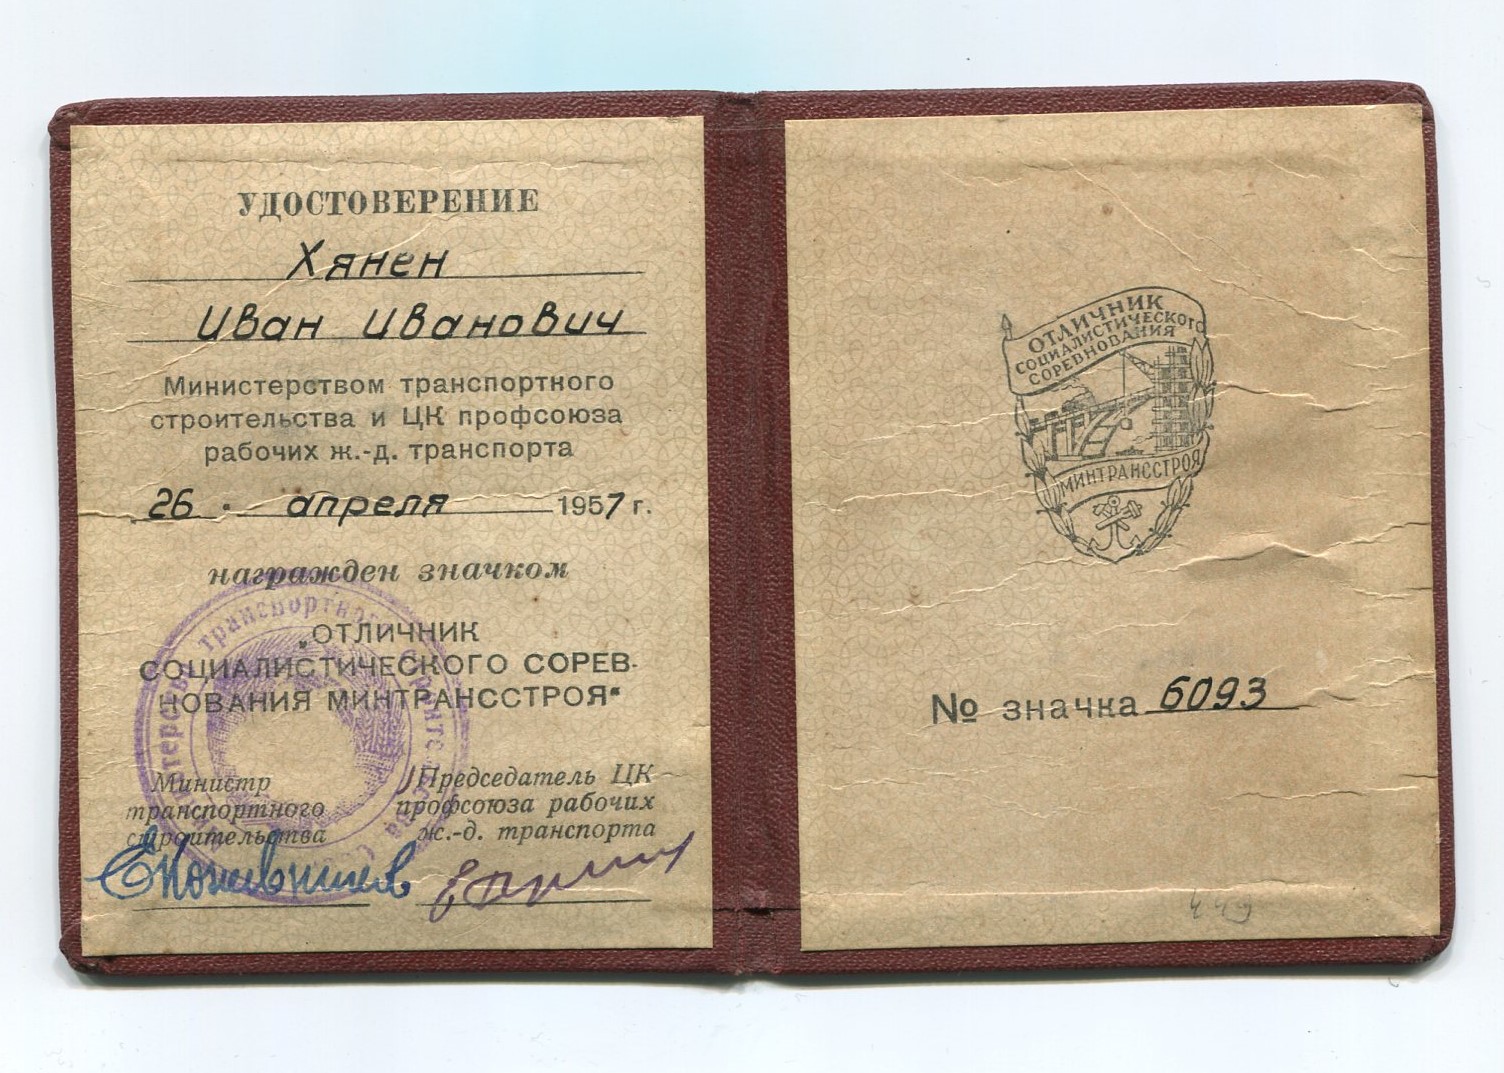 УДОСТОВЕРЕНИЕ
Хянен
Иван Иванович
Министерством транспортного
строительства и ЦК профсоюза
рабочих ж.-д. транспорта
26 апреля 1957 г.
награжден значком
„ОТЛИЧНИК
СОЦИАЛИСТИЧЕСКОГО СОРЕВ-
НОВАНИЯ МИНТРАНССТРОЯ“
Министр
транспортного
строительства
Председатель ЦК
профсоюза рабочих
ж.-д. транспорта
транспортного
ОТЛИЧНИК
СОЦИАЛИСТИЧЕСКОГО
СОРЕВНОВАНИЯ
МИНТРАНССТРОЯ
№ значка 6093